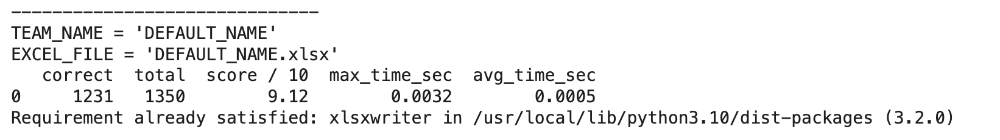 ------------------------------
TEAM_NAME = 'DEFAULT_NAME'
EXCEL_FILE = 'DEFAULT_NAME.xlsx'
   correct  total  score / 10  max_time_sec  avg_time_sec
0     1231   1350        9.12        0.0032        0.0005
Requirement already satisfied: xlsxwriter in /usr/local/lib/python3.10/dist-packages (3.2.0)